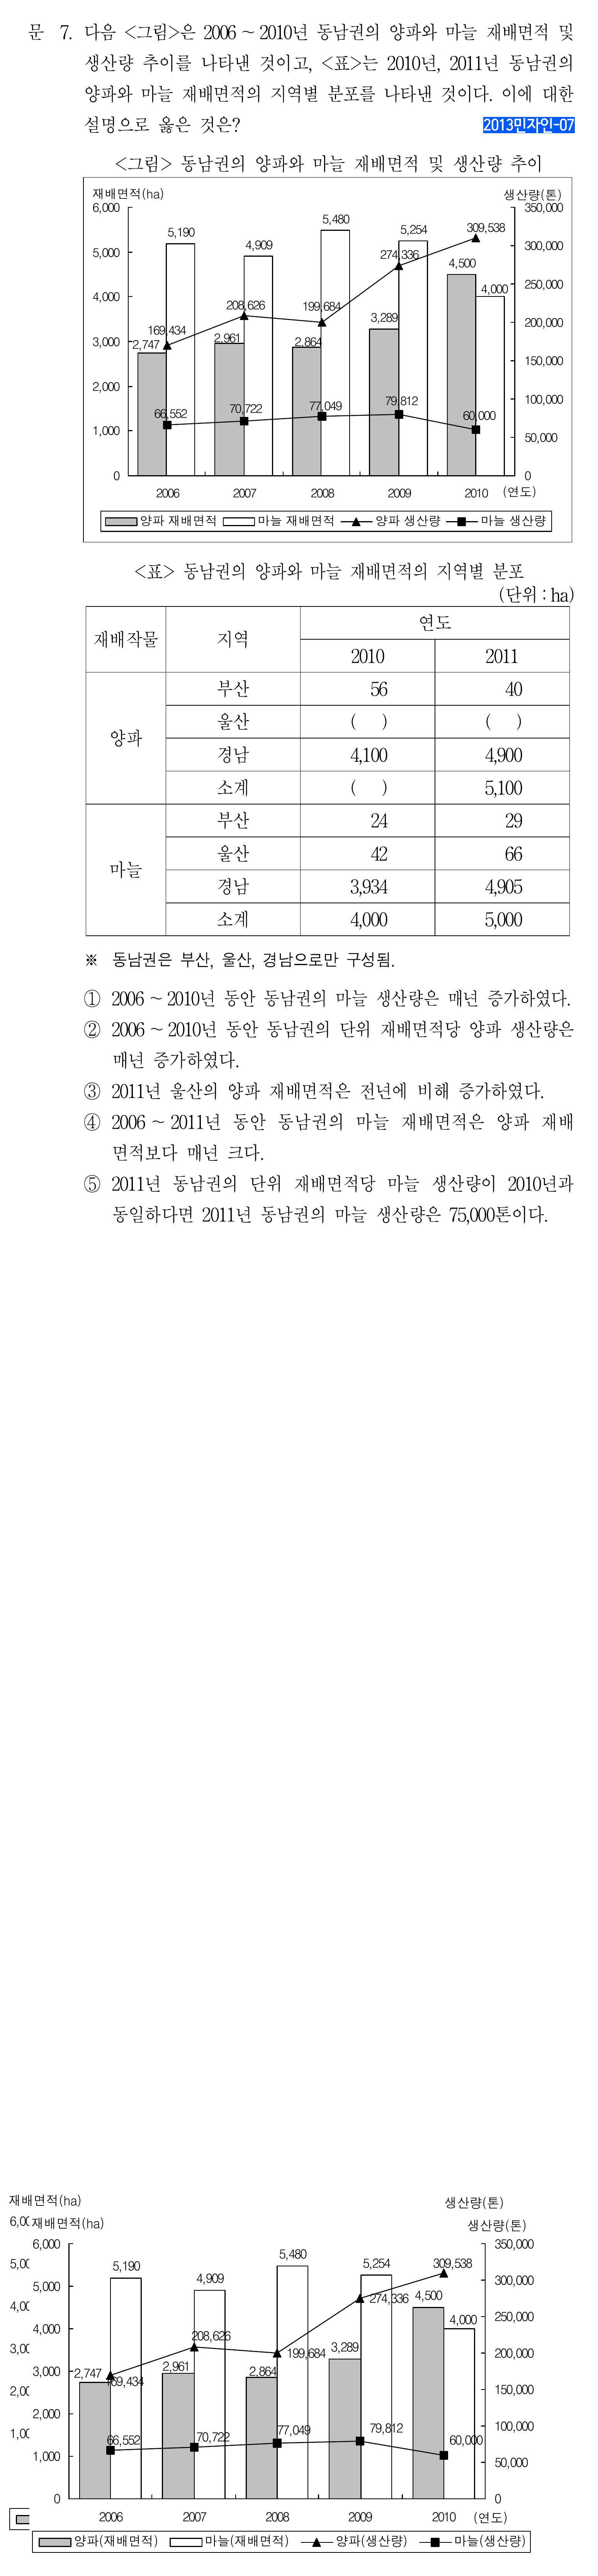 문 7. 다음 <그림>은 2006 ~ 2010년 동남권의 양파와 마늘 재배면적 및
생산량 추이를 나타낸 것이고, <표>는 2010년, 2011년 동남권의
양파와 마늘 재배면적의 지역별 분포를 나타낸 것이다. 이에 대한
설명으로 옳은 것은? 2013민자인-07
<그림> 동남권의 양파와 마늘 재배면적 및 생산량 추이
재배면적(ha) 생산량(톤)
6,000 350,000
5,480
5,190 5,254 309,538
5,000 4,909 274,336 300,000
4,500
250,000
4,000 4,000
208,626 199,684
3,289 200,000
3,000 169,434
2,747 2,961 2,864
150,000
2,000
100,000
66,552 70,722 77,049 79,812 60,000
1,000
50,000
0 0
2006 2007 2008 2009 2010 (연도)
양파 재배면적 마늘 재배면적 양파 생산량 마늘 생산량
<표> 동남권의 양파와 마늘 재배면적의 지역별 분포
(단위 : ha)
재배작물 지역 연도
2010 2011
양파 부산 56 40
울산 ( ) ( )
경남 4,100 4,900
소계 ( ) 5,100
마늘 부산 24 29
울산 42 66
경남 3,934 4,905
소계 4,000 5,000
※ 동남권은 부산, 울산, 경남으로만 구성됨.
① 2006 ~ 2010년 동안 동남권의 마늘 생산량은 매년 증가하였다.
② 2006 ~ 2010년 동안 동남권의 단위 재배면적당 양파 생산량은
매년 증가하였다.
③ 2011년 울산의 양파 재배면적은 전년에 비해 증가하였다.
④ 2006 ~ 2011년 동안 동남권의 마늘 재배면적은 양파 재배
면적보다 매년 크다.
⑤ 2011년 동남권의 단위 재배면적당 마늘 생산량이 2010년과
동일하다면 2011년 동남권의 마늘 생산량은 75,000톤이다.
재배면적(ha) 생산량(톤)
재배면적(ha) 생산량(톤)
6,000 350,000
5,480
5,190 5,254 309,538
5,000 4,909 274,336 300,000
4,500
250,000
4,000 4,000
208,626
199,684 3,289 200,000
3,000 2,747 2,961 2,864
169,434 150,000
2,000
100,000
66,552 70,722 77,049 79,812 60,000
1,000
50,000
0 0
2006 2007 2008 2009 2010 (연도)
양파(재배면적) 마늘(재배면적) 양파(생산량) 마늘(생산량)